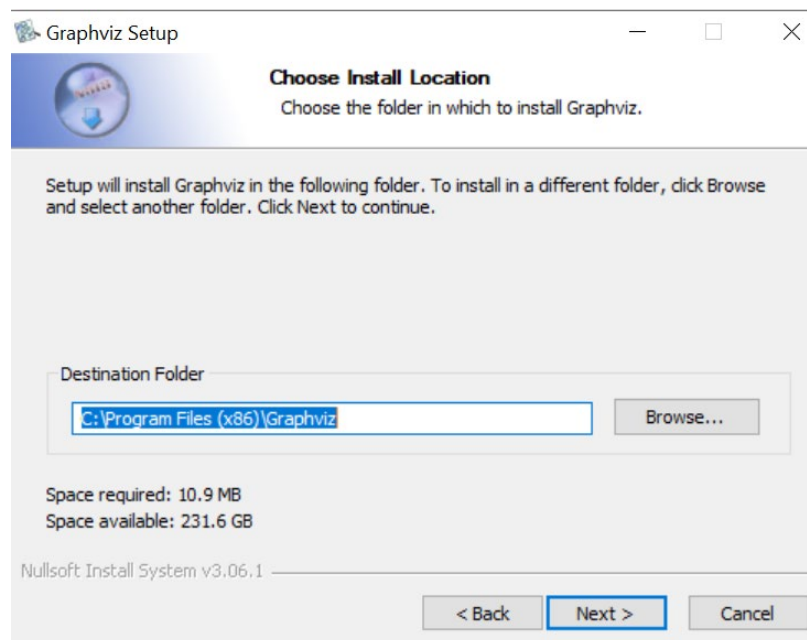 Graphviz Setup
Choose Install Location
Choose the folder in which to install Graphviz.
Setup will install Graphviz in the following folder. To install in a different folder, click Browse
and select another folder. Click Next to continue.
Destination Folder
C:\Program Files (x86)\Graphviz
Browse...
Space required: 10.9 MB
Space available: 231.6 GB
Nullsoft Install System v3.06.1
< Back
Next >
Cancel